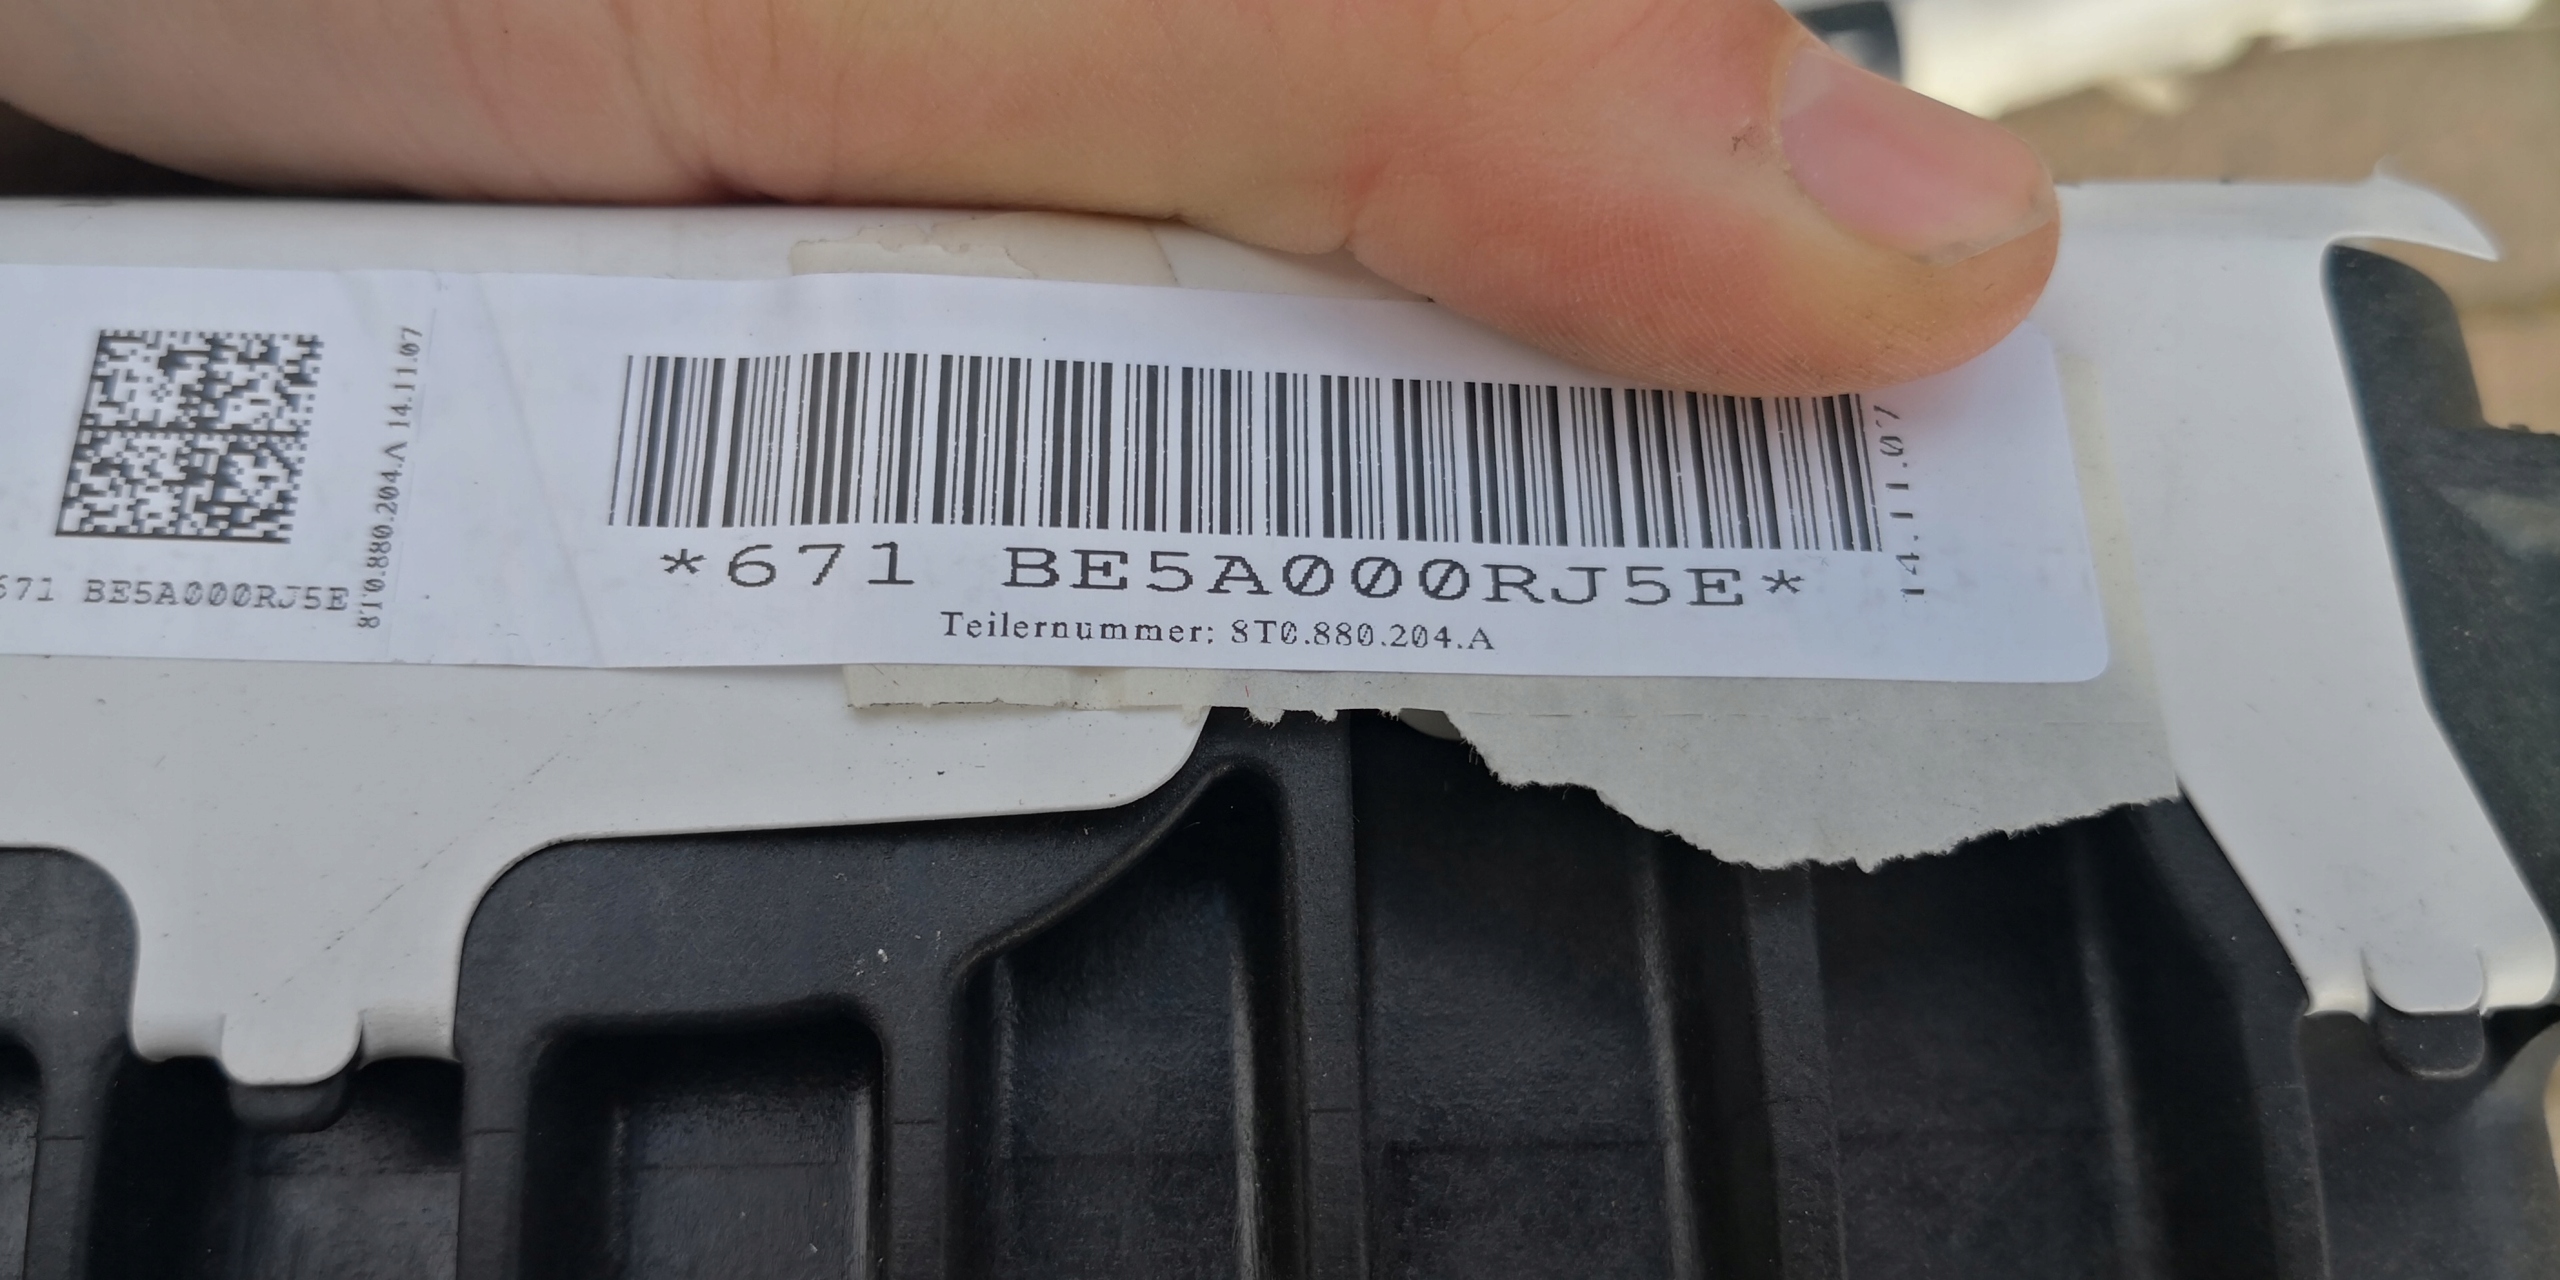 671 BE5A000RJ5E
8T0.880.204.A 14.11.07
*671 BE5A000RJ5E*
Teilernummer: 8T0.880.204.A
14.11.07